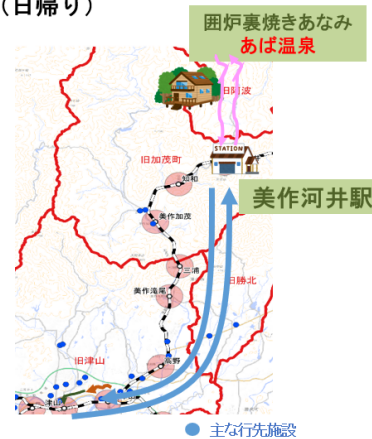 （日帰り）
囲炉裏焼きあなみ
あば温泉
旧阿波
STATION
旧加茂町
知和
美作河井駅
美作加茂
三浦
旧勝北
美作滝尾
旧津山
高野
津山
主な行先施設